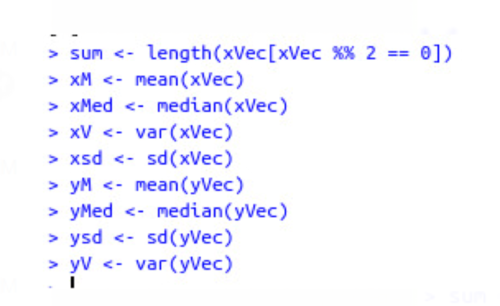 > sum <- length(xVec[xVec %% 2 == 0])
> xM <- mean(xVec)
> xMed <- median(xVec)
> xV <- var(xVec)
> xsd <- sd(xVec)
> yM <- mean(yVec)
> yMed <- median(yVec)
> ysd <- sd(yVec)
> yV <- var(yVec)
> sum